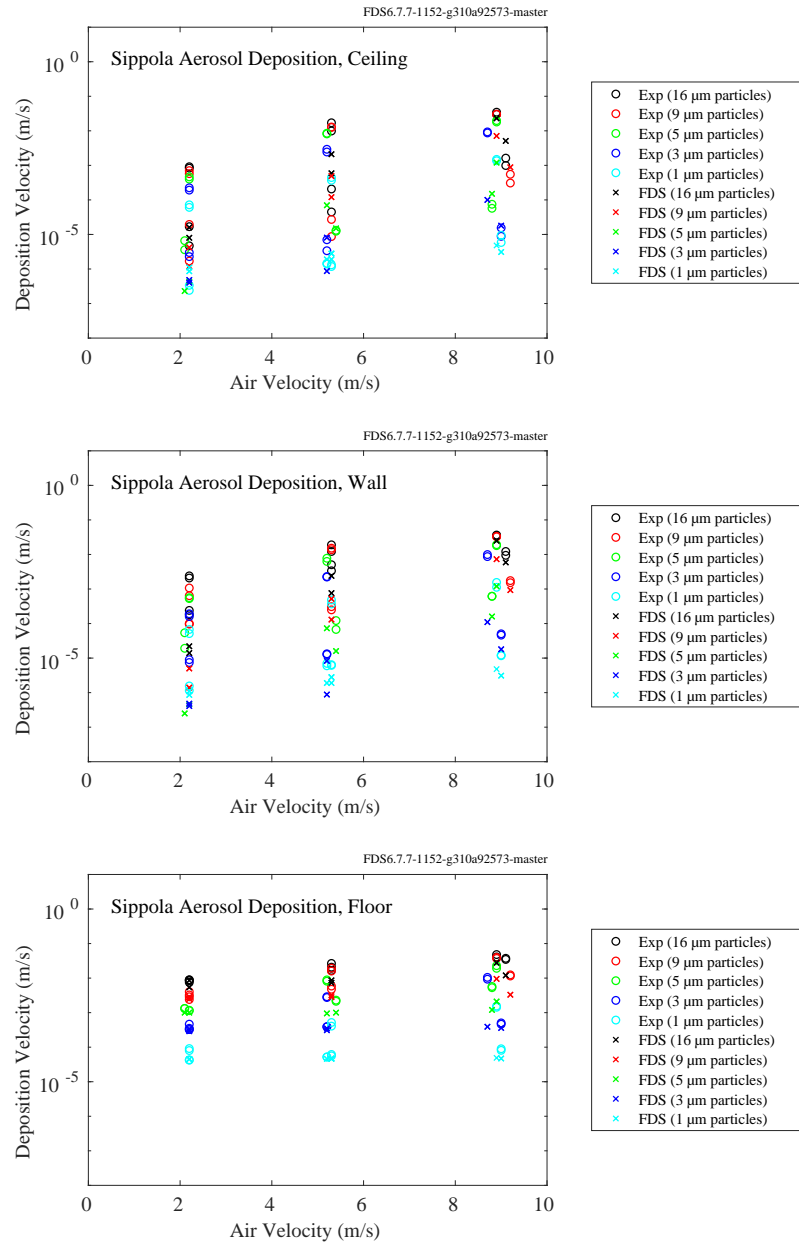 FDS6.7.7-1152-g310a92573-master
Sippola Aerosol Deposition, Ceiling
Deposition Velocity (m/s)
10^0
10^-5
0 2 4 6 8 10
Air Velocity (m/s)
Exp (16 μm particles)
Exp (9 μm particles)
Exp (5 μm particles)
Exp (3 μm particles)
Exp (1 μm particles)
FDS (16 μm particles)
FDS (9 μm particles)
FDS (5 μm particles)
FDS (3 μm particles)
FDS (1 μm particles)
FDS6.7.7-1152-g310a92573-master
Sippola Aerosol Deposition, Wall
Deposition Velocity (m/s)
10^0
10^-5
0 2 4 6 8 10
Air Velocity (m/s)
Exp (16 μm particles)
Exp (9 μm particles)
Exp (5 μm particles)
Exp (3 μm particles)
Exp (1 μm particles)
FDS (16 μm particles)
FDS (9 μm particles)
FDS (5 μm particles)
FDS (3 μm particles)
FDS (1 μm particles)
FDS6.7.7-1152-g310a92573-master
Sippola Aerosol Deposition, Floor
Deposition Velocity (m/s)
10^0
10^-5
0 2 4 6 8 10
Air Velocity (m/s)
Exp (16 μm particles)
Exp (9 μm particles)
Exp (5 μm particles)
Exp (3 μm particles)
Exp (1 μm particles)
FDS (16 μm particles)
FDS (9 μm particles)
FDS (5 μm particles)
FDS (3 μm particles)
FDS (1 μm particles)